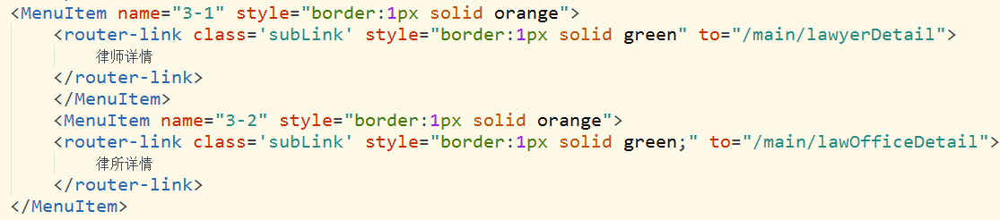 <MenuItem name="3-1" style="border:1px solid orange">
<router-link class='subLink' style="border:1px solid green" to="/main/lawyerDetail">
律师详情
</router-link>
</MenuItem>
<MenuItem name="3-2" style="border:1px solid orange">
<router-link class='subLink' style="border:1px solid green;" to="/main/lawOfficeDetail">
律所详情
</router-link>
</MenuItem>